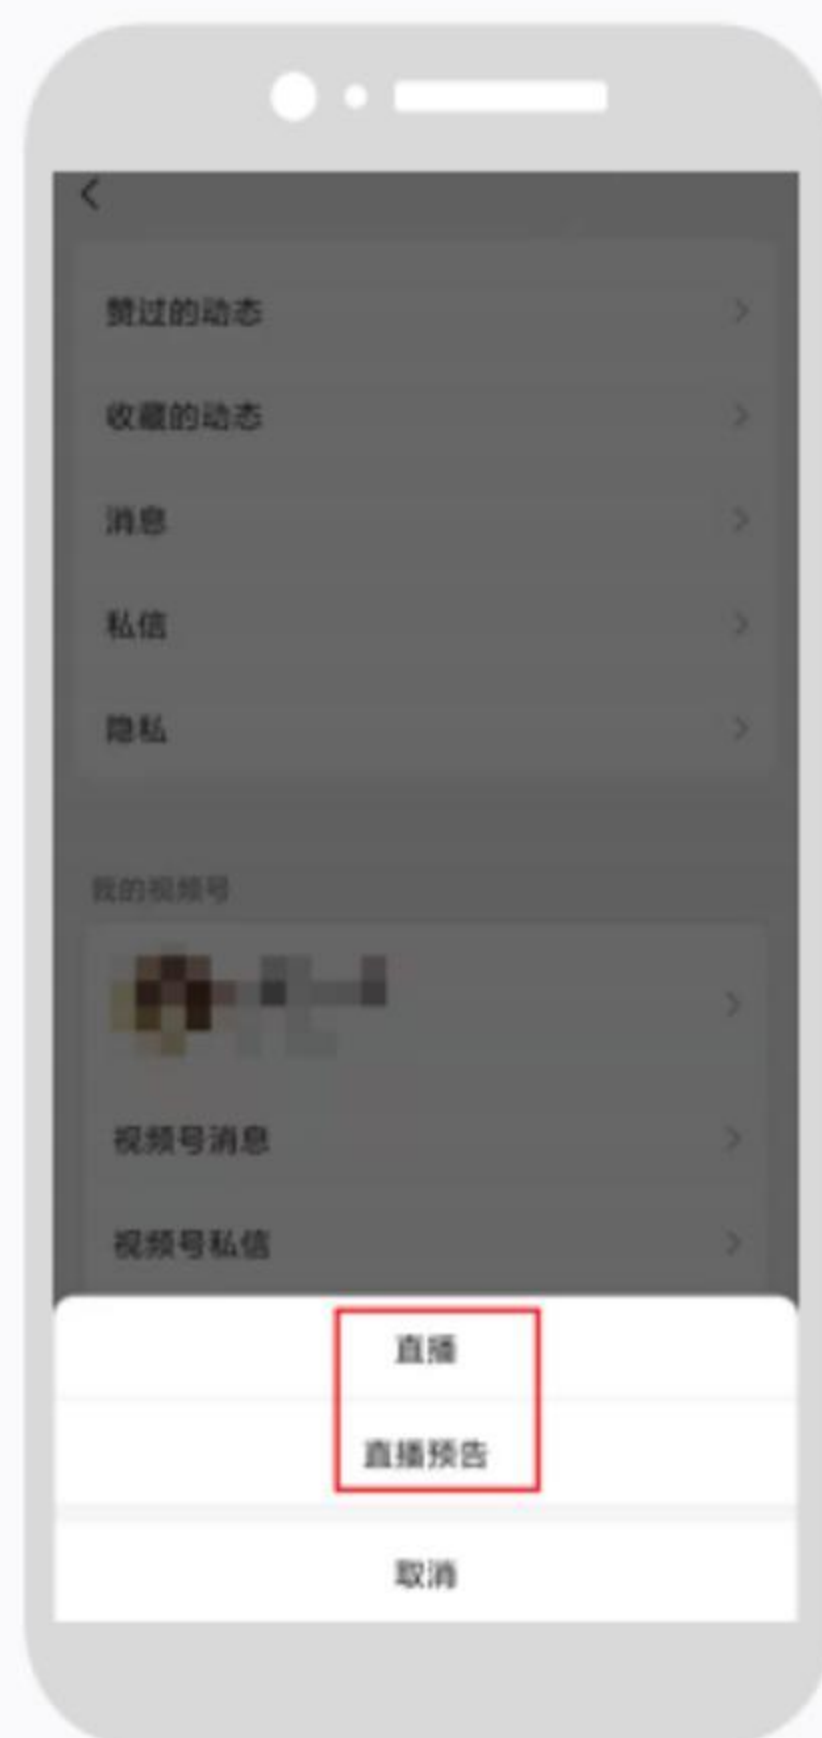 赞过的动态
收藏的动态
消息
私信
隐私
我的视频号
视频号消息
视频号私信
直播
直播预告
取消